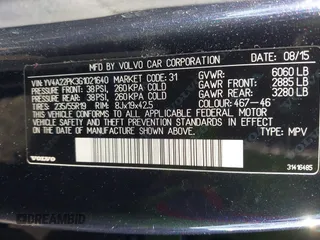 MFD BY VOLVO CAR CORPORATION DATE 08/15
VIN: YV4A22PK3G1021640 MARKET CODE: 31
COLD FRONT PRESSURE: 38PSI, 260KPA GVWR: 6060 LB
COLD REAR PRESSURE: 38PSI, 260KPA GAWR FRONT: 2885 LB
TIRES: 235/55R19 RIM: 8JX19X42.5 GAWR REAR: 3280 LB
THIS VEHICLE CONFORMS TO ALL APPLICABLE COLOUR: 467-46
FEDERAL MOTOR VEHICLE SAFETY, BUMPER,
AND THEFT PREVENTION STANDARDS IN EFFECT ON
THE DATE OF MANUFACTURE SHOWN ABOVE. TYPE: MPV
VOLVO
31416485
DREAMBID